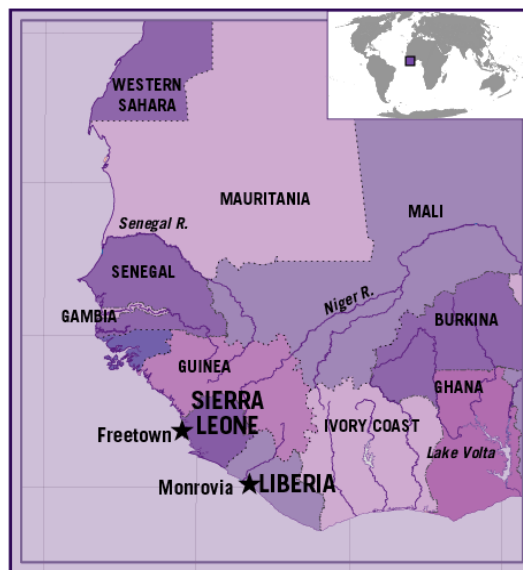 WESTERN
SAHARA
MAURITANIA
MALI
Senegal R.
SENEGAL
Niger R.
GAMBIA
BURKINA
GUINEA
GHANA
SIERRA
LEONE
IVORY COAST
Freetown
Lake Volta
Monrovia
LIBERIA